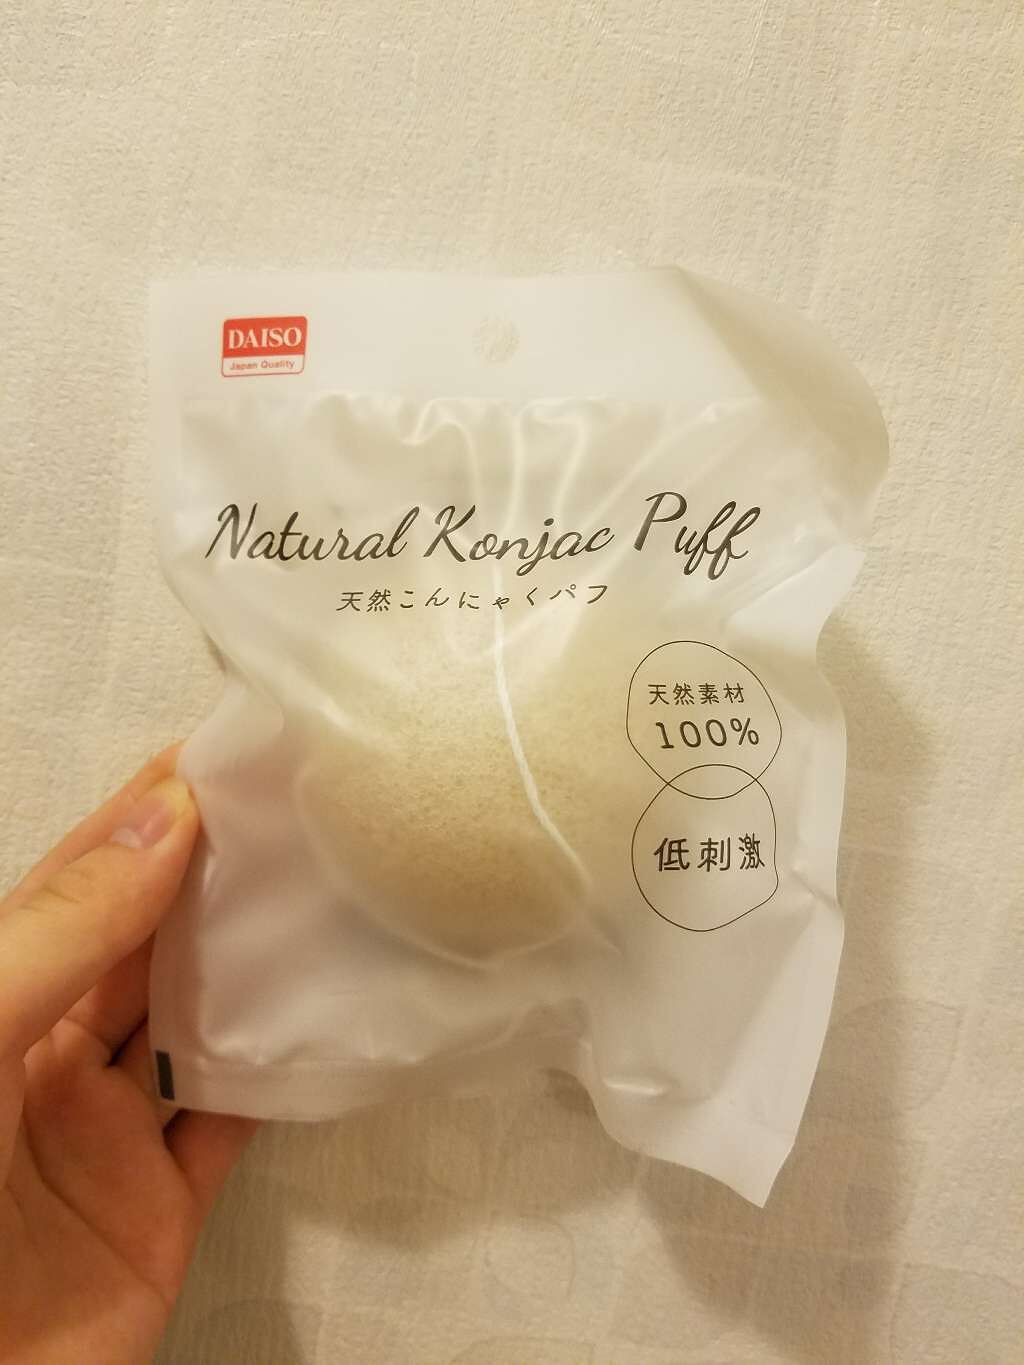 DAISO
Japan Quality
Natural Konjac Puff
天然こんにゃくパフ
天然素材
100%
低刺激